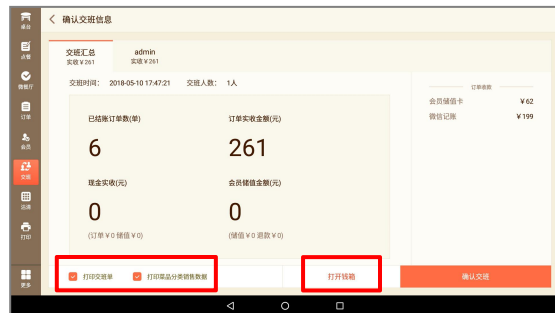 桌台
确认交班信息
点餐
交班汇总
实收¥261
admin
实收¥261
微餐厅
交班时间： 2018-05-10 17:47:21 交班人数： 1人
订单收款
会员储值卡 ¥62
微信记账 ¥199
订单
已结账订单数(单)
订单实收金额(元)
6
261
会员
交班
现金实收(元)
会员储值金额(元)
0
0
(订单¥0 储值¥0)
(储值¥0 退款¥0)
打印
更多
打印交班单
打印菜品分类销售数据
打开钱箱
确认交班